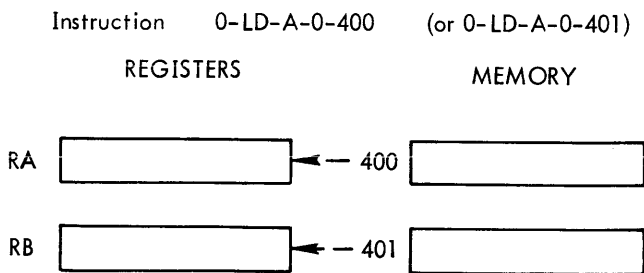 Instruction 0-LD-A-0-400 (or 0-LD-A-0-401)
REGISTERS MEMORY
RA 400
RB 401